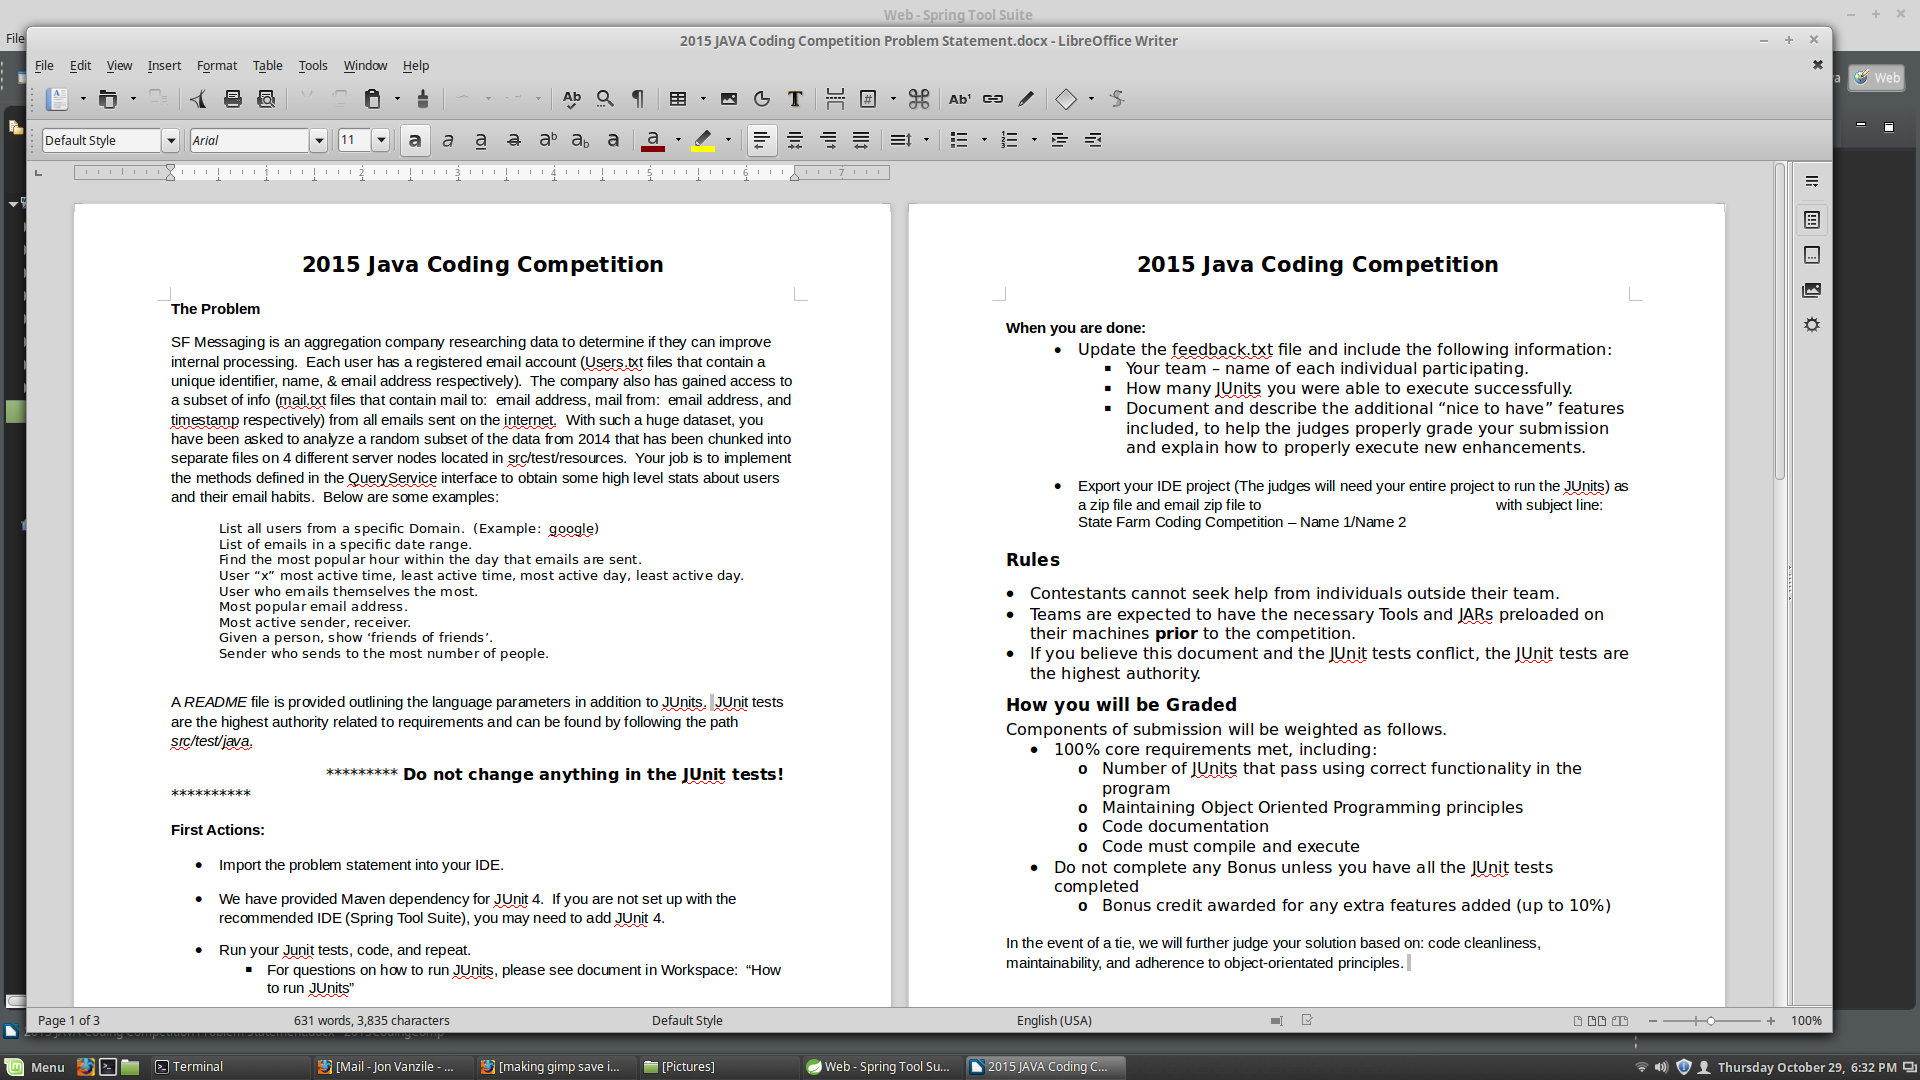 Web - Spring Tool Suite
File
2015 JAVA Coding Competition Problem Statement.docx - LibreOffice Writer
File Edit View Insert Format Table Tools Window Help
Web
Default Style
Arial
11
1 2 3 4 5 6 7
2015 Java Coding Competition
The Problem
SF Messaging is an aggregation company researching data to determine if they can improve
internal processing. Each user has a registered email account (Users.txt files that contain a
unique identifier, name, & email address respectively). The company also has gained access to
a subset of info (mail.txt files that contain mail to: email address, mail from: email address, and
timestamp respectively) from all emails sent on the internet. With such a huge dataset, you
have been asked to analyze a random subset of the data from 2014 that has been chunked into
separate files on 4 different server nodes located in src/test/resources. Your job is to implement
the methods defined in the QueryService interface to obtain some high level stats about users
and their email habits. Below are some examples:
List all users from a specific Domain. (Example: google)
List of emails in a specific date range.
Find the most popular hour within the day that emails are sent.
User “x” most active time, least active time, most active day, least active day.
User who emails themselves the most.
Most popular email address.
Most active sender, receiver.
Given a person, show ‘friends of friends’.
Sender who sends to the most number of people.
A README file is provided outlining the language parameters in addition to JUnits. JUnit tests
are the highest authority related to requirements and can be found by following the path
src/test/java.
********* Do not change anything in the JUnit tests!
**********
First Actions:
• Import the problem statement into your IDE.
• We have provided Maven dependency for JUnit 4. If you are not set up with the
recommended IDE (Spring Tool Suite), you may need to add JUnit 4.
• Run your Junit tests, code, and repeat.
▪ For questions on how to run JUnits, please see document in Workspace: “How
to run JUnits”
2015 Java Coding Competition
When you are done:
• Update the feedback.txt file and include the following information:
▪ Your team – name of each individual participating.
▪ How many JUnits you were able to execute successfully.
▪ Document and describe the additional “nice to have” features
included, to help the judges properly grade your submission
and explain how to properly execute new enhancements.
• Export your IDE project (The judges will need your entire project to run the JUnits) as
a zip file and email zip file to with subject line:
State Farm Coding Competition – Name 1/Name 2
Rules
• Contestants cannot seek help from individuals outside their team.
• Teams are expected to have the necessary Tools and JARs preloaded on
their machines prior to the competition.
• If you believe this document and the JUnit tests conflict, the JUnit tests are
the highest authority.
How you will be Graded
Components of submission will be weighted as follows.
• 100% core requirements met, including:
o Number of JUnits that pass using correct functionality in the
program
o Maintaining Object Oriented Programming principles
o Code documentation
o Code must compile and execute
• Do not complete any Bonus unless you have all the JUnit tests
completed
o Bonus credit awarded for any extra features added (up to 10%)
In the event of a tie, we will further judge your solution based on: code cleanliness,
maintainability, and adherence to object-orientated principles.
Page 1 of 3 631 words, 3,835 characters Default Style English (USA) 100%
Menu Terminal [Mail - Jon Vanzile - ... [making gimp save i... [Pictures] Web - Spring Tool Su... 2015 JAVA Coding C... Thursday October 29, 6:32 PM